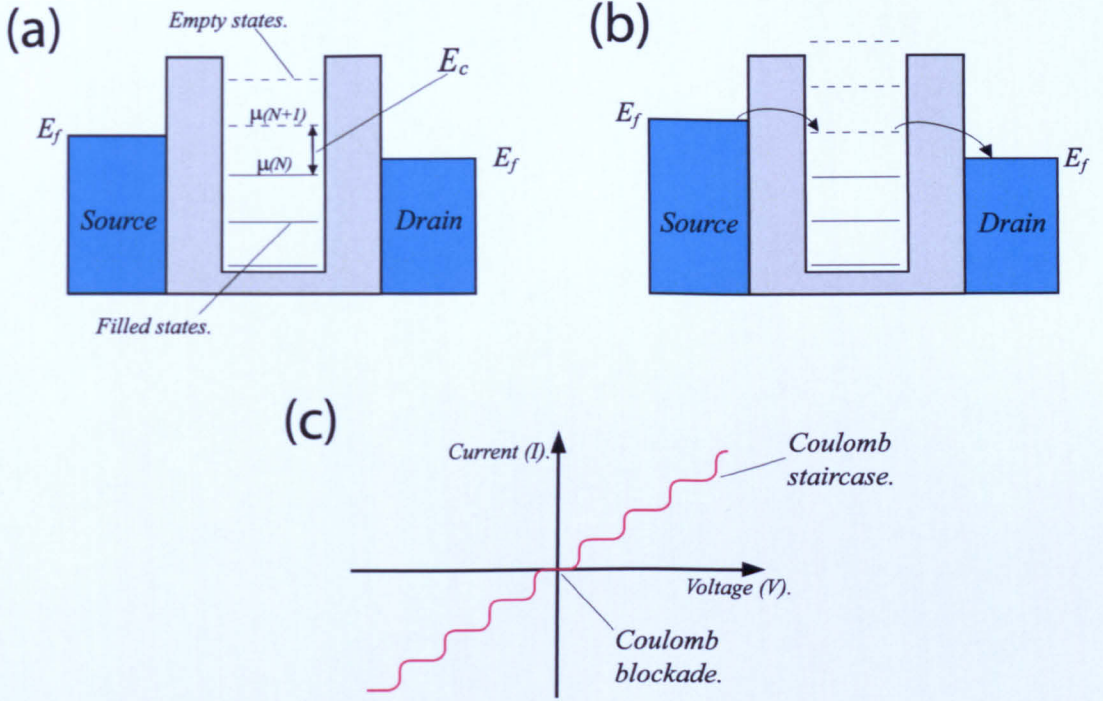 (a)
Empty states.
E_c
μ(N+1)
E_f
μ(N)
E_f
Source
Drain
Filled states.
(b)
E_f
E_f
Source
Drain
(c)
Current (I).
Coulomb
staircase.
Voltage (V).
Coulomb
blockade.